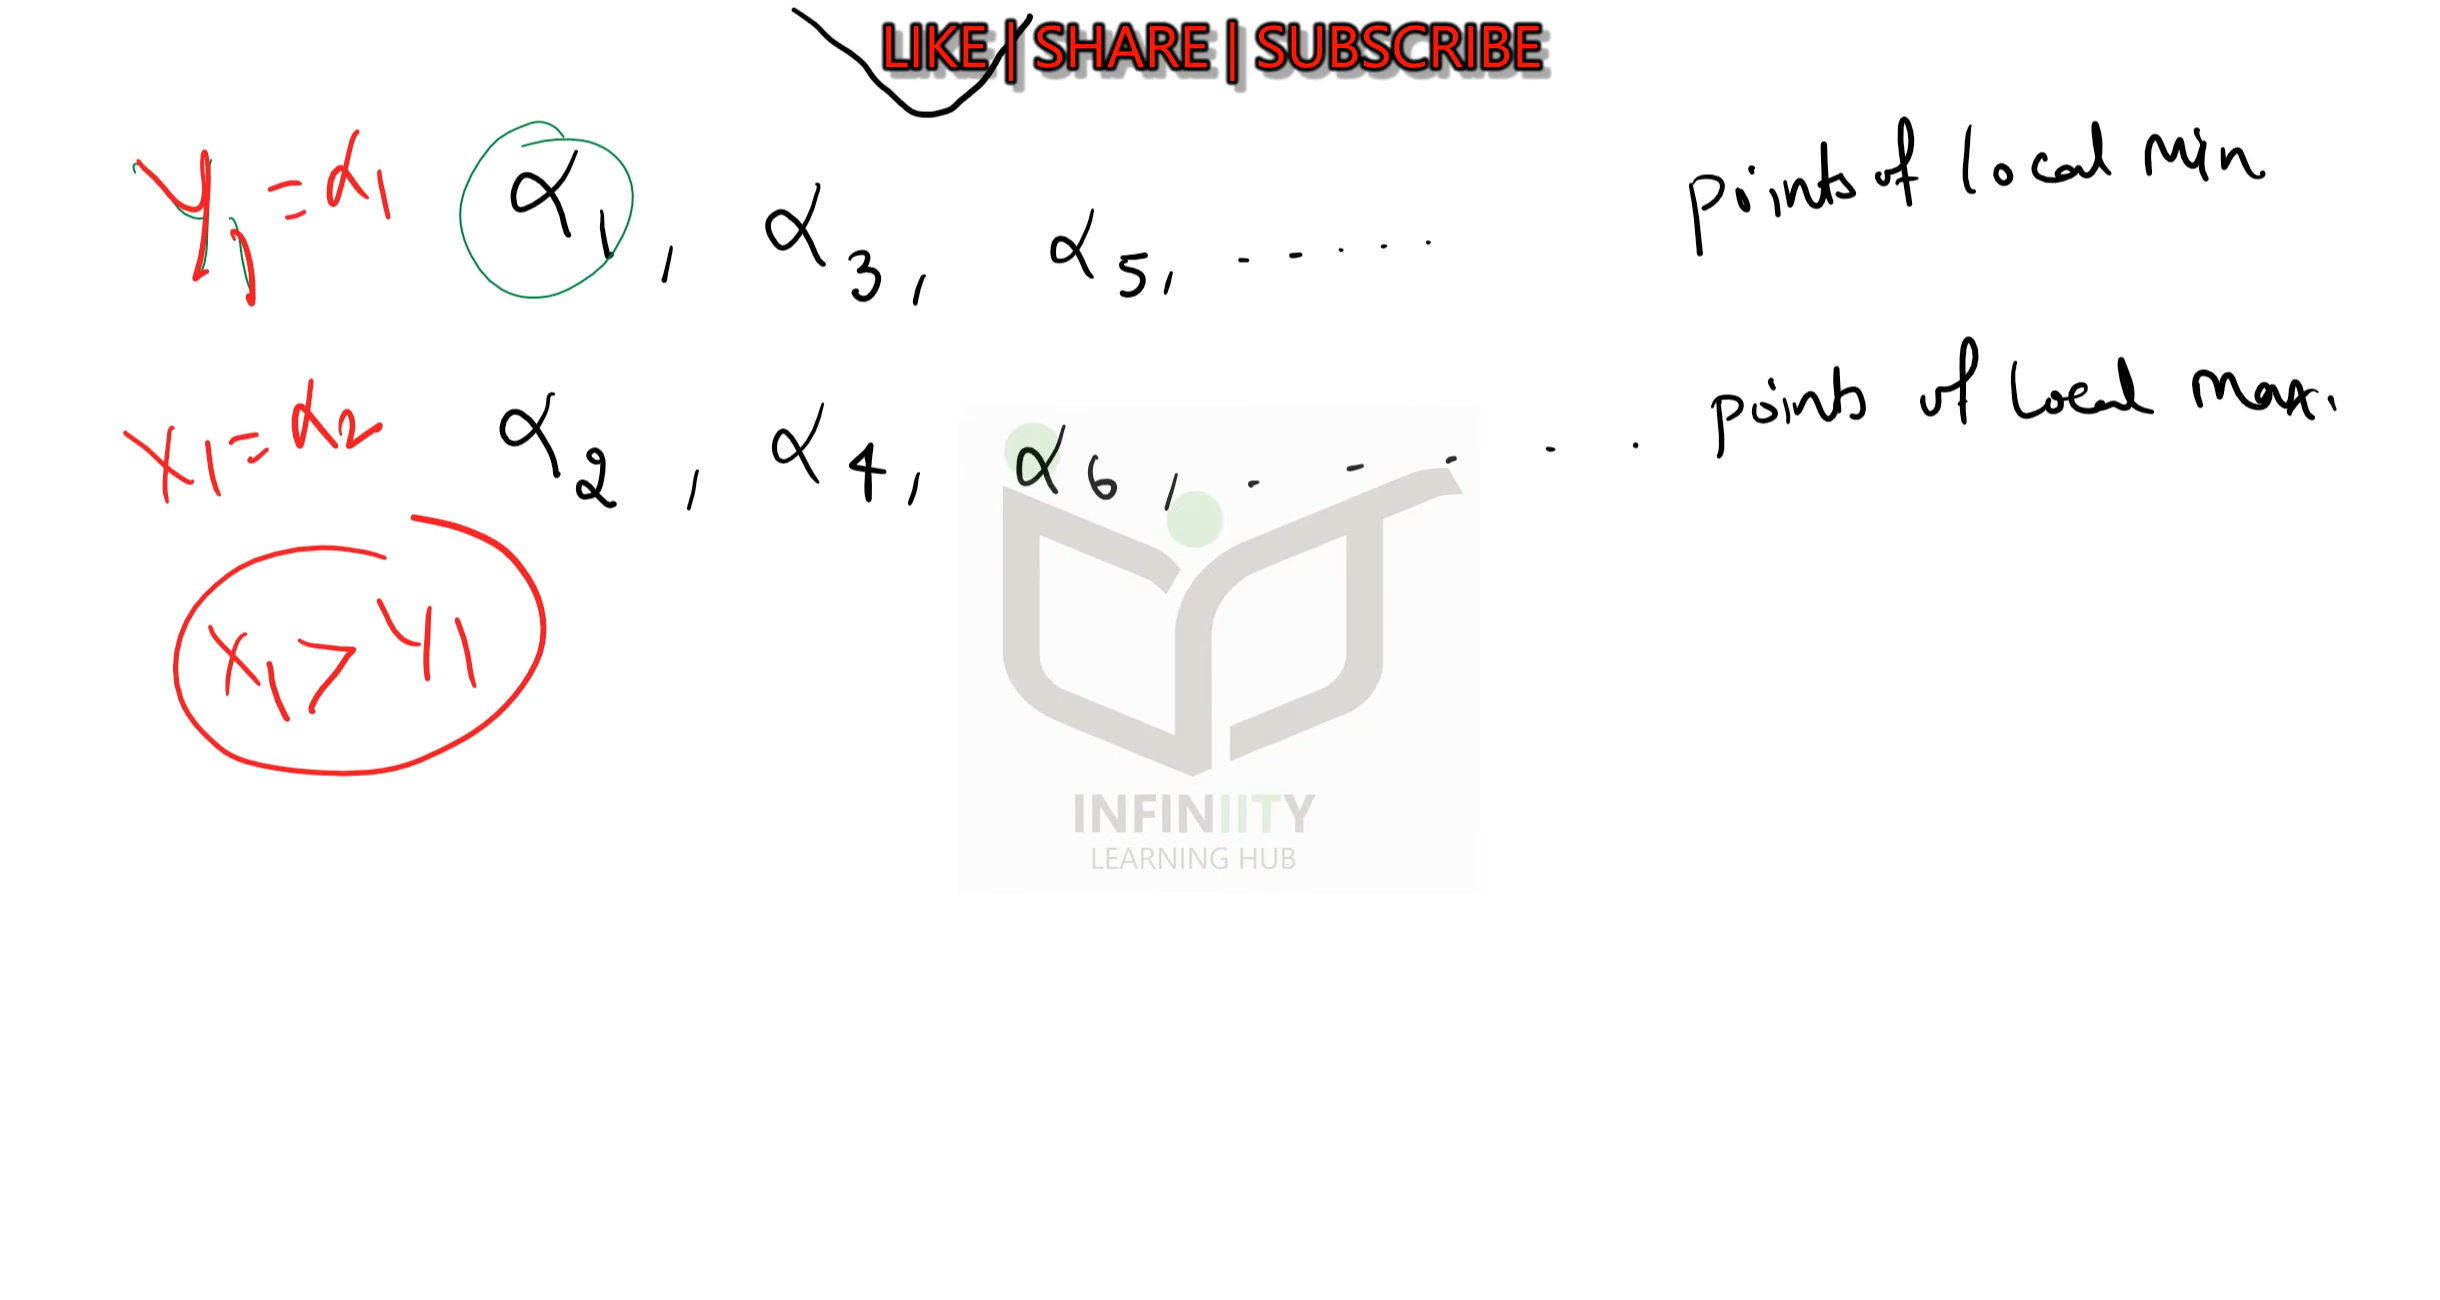 LIKE | SHARE | SUBSCRIBE
y₁ = α₁ α₁, α₃, α₅, ----- points of local min.
x₁ = α₂ α₂, α₄, α₆, ----- points of local max.
x₁ > y₁
INFINIITY
LEARNING HUB